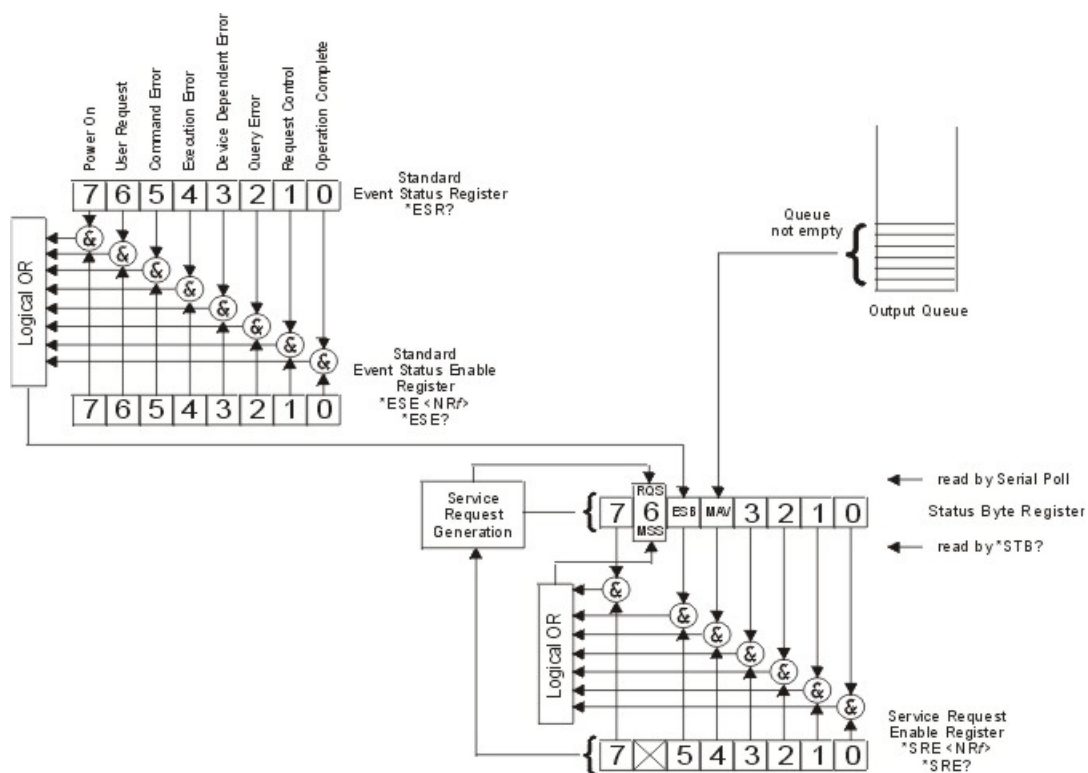 Power On
User Request
Command Error
Execution Error
Device Dependent Error
Query Error
Request Control
Operation Complete
7 6 5 4 3 2 1 0
Standard
Event Status Register
*ESR?
& & & & & & & &
Logical OR
Queue
not empty
Output Queue
Standard
Event Status Enable
Register
*ESE <NRf>
*ESE?
7 6 5 4 3 2 1 0
Service
Request
Generation
RQS
7 6 ESB MAV 3 2 1 0
MSS
read by Serial Poll
Status Byte Register
read by *STB?
& & & & & & &
Logical OR
7 5 4 3 2 1 0
Service Request
Enable Register
*SRE <NRf>
*SRE?